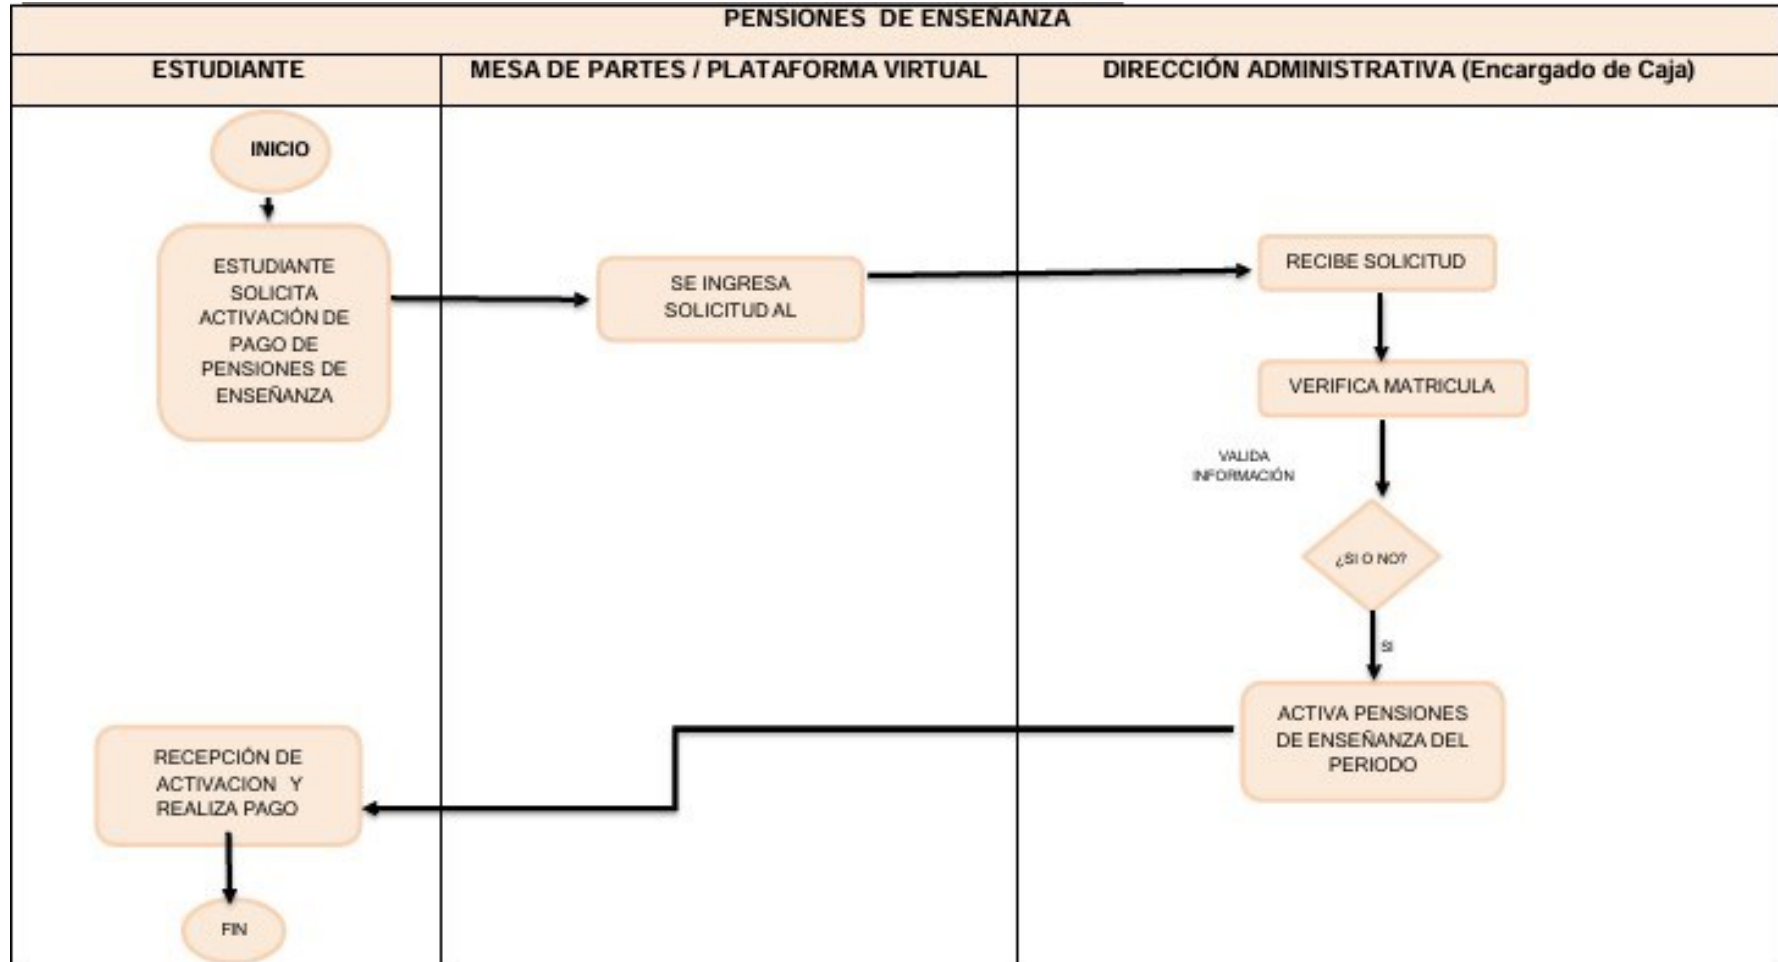 PENSIONES DE ENSEÑANZA
ESTUDIANTE
MESA DE PARTES / PLATAFORMA VIRTUAL
DIRECCIÓN ADMINISTRATIVA (Encargado de Caja)
INICIO
ESTUDIANTE
SOLICITA
ACTIVACIÓN DE
PAGO DE
PENSIONES DE
ENSEÑANZA
SE INGRESA
SOLICITUD AL
RECIBE SOLICITUD
VERIFICA MATRICULA
VALIDA
INFORMACIÓN
¿SI O NO?
SI
ACTIVA PENSIONES
DE ENSEÑANZA DEL
PERIODO
RECEPCIÓN DE
ACTIVACION Y
REALIZA PAGO
FIN